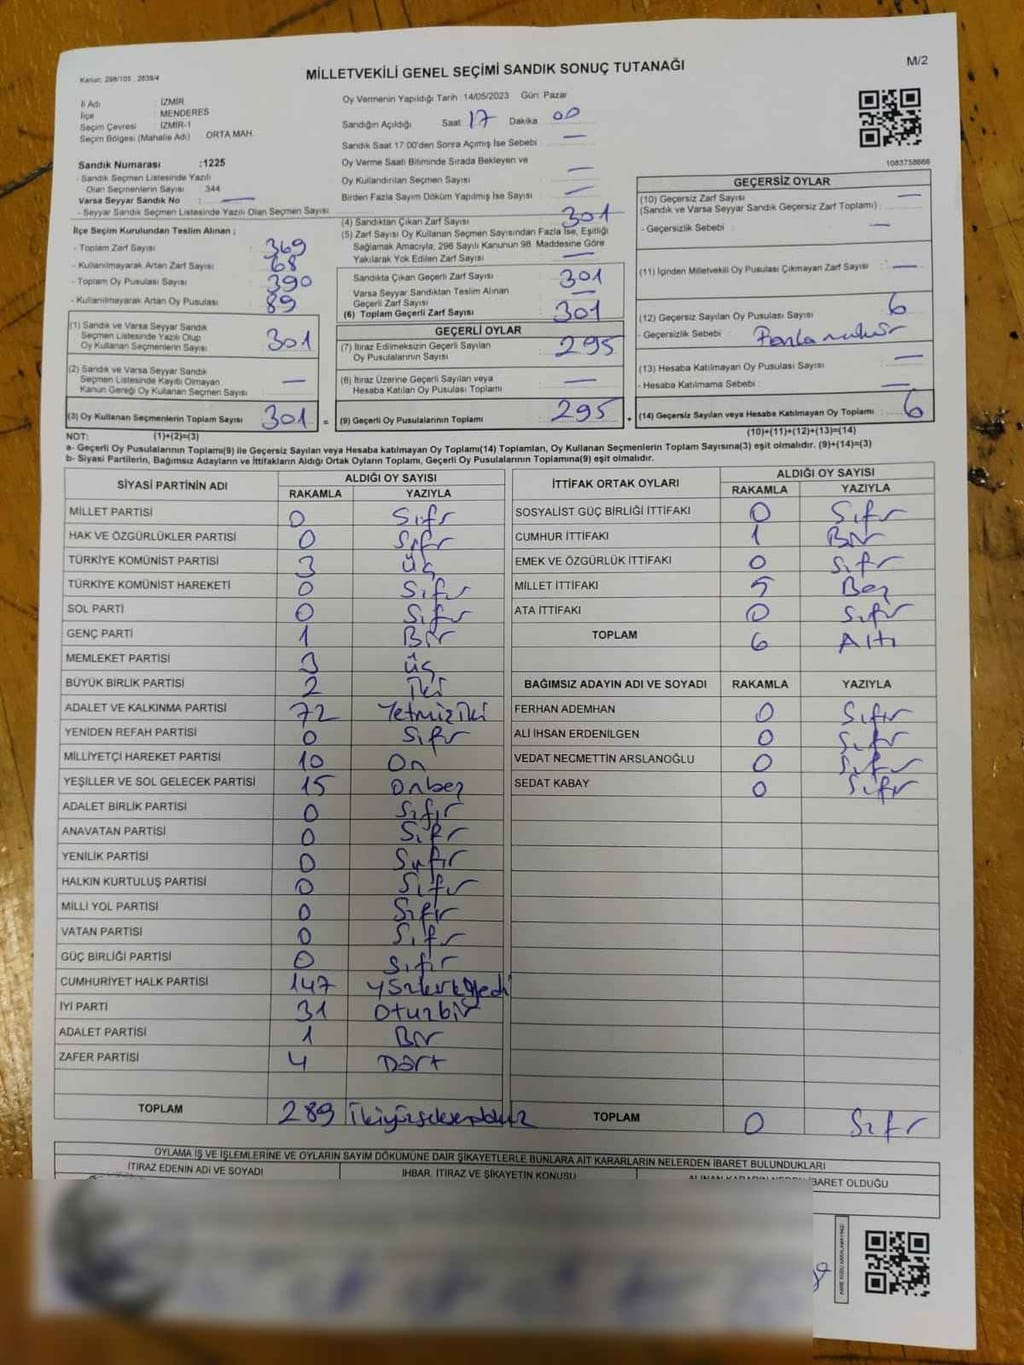 Kanun: 298/105 , 2839/4
MİLLETVEKİLİ GENEL SEÇİMİ SANDIK SONUÇ TUTANAĞI
M/2
İl Adı : İZMİR
İlçe : MENDERES
Seçim Çevresi : İZMİR-1
Seçim Bölgesi (Mahalle Adı) : ORTA MAH.
Sandık Numarası :1225
- Sandık Seçmen Listesinde Yazılı
Olan Seçmenlerin Sayısı : 344
Varsa Seyyar Sandık No : —
- Seyyar Sandık Seçmen Listesinde Yazılı Olan Seçmen Sayısı
Oy Vermenin Yapıldığı Tarih 14/05/2023 Gün: Pazar
Sandığın Açıldığı Saat 17 Dakika 00
Sandık Saat 17:00'den Sonra Açılmış İse Sebebi : —
Oy Verme Saati Bitiminde Sırada Bekleyen ve
Oy Kullandırılan Seçmen Sayısı : —
Birden Fazla Sayım Döküm Yapılmış İse Sayısı : —
1083758666
İlçe Seçim Kurulundan Teslim Alınan ;
- Toplam Zarf Sayısı : 369
- Kullanılmayarak Artan Zarf Sayısı : 68
- Toplam Oy Pusulası Sayısı : 390
- Kullanılmayarak Artan Oy Pusulası : 89
(1) Sandık ve Varsa Seyyar Sandık
Seçmen Listesinde Yazılı Olup
Oy Kullanan Seçmenlerin Sayısı : 301
(2) Sandık ve Varsa Seyyar Sandık
Seçmen Listesinde Kayıtlı Olmayan
Kanun Gereği Oy Kullanan Seçmen Sayısı : —
(3) Oy Kullanan Seçmenlerin Toplam Sayısı 301 =
(4) Sandıktan Çıkan Zarf Sayısı : 301
(5) Zarf Sayısı Oy Kullanan Seçmen Sayısından Fazla İse, Eşitliği
Sağlamak Amacıyla, 298 Sayılı Kanunun 98. Maddesine Göre
Yakılarak Yok Edilen Zarf Sayısı : —
Sandıkta Çıkan Geçerli Zarf Sayısı : 301
Varsa Seyyar Sandıktan Teslim Alınan
Geçerli Zarf Sayısı : —
(6) Toplam Geçerli Zarf Sayısı : 301
GEÇERLİ OYLAR
(7) İtiraz Edilmeksizin Geçerli Sayılan
Oy Pusulalarının Sayısı : 295
(8) İtiraz Üzerine Geçerli Sayılan veya
Hesaba Katılan Oy Pusulası Sayısı : —
(9) Geçerli Oy Pusulalarının Toplamı : 295 +
GEÇERSİZ OYLAR
(10) Geçersiz Zarf Sayısı
(Sandık ve Varsa Seyyar Sandık Geçersiz Zarf Toplamı) : —
- Geçersizlik Sebebi : —
(11) İçinden Milletvekili Oy Pusulası Çıkmayan Zarf Sayısı : —
(12) Geçersiz Sayılan Oy Pusulası Sayısı : 6
- Geçersizlik Sebebi :
(13) Hesaba Katılmayan Oy Pusulası Sayısı : —
- Hesaba Katılmama Sebebi : —
(14) Geçersiz Sayılan veya Hesaba Katılmayan Oy Toplamı : 6
NOT: (1)+(2)=(3)
(10)+(11)+(12)+(13)=(14)
a- Geçerli Oy Pusulalarının Toplamı(9) ile Geçersiz Sayılan veya Hesaba Katılmayan Oy Toplamı(14) Toplamları, Oy Kullanan Seçmenlerin Toplam Sayısına(3) eşit olmalıdır. (9)+(14)=(3)
b- Siyasi Partilerin, Bağımsız Adayların ve İttifakların Aldığı Ortak Oyların Toplamı, Geçerli Oy Pusulalarının Toplamına(9) eşit olmalıdır.
SİYASİ PARTİNİN ADI ALDIĞI OY SAYISI
RAKAMLA YAZIYLA
MİLLET PARTİSİ 0 Sıfır
HAK VE ÖZGÜRLÜKLER PARTİSİ 0 Sıfır
TÜRKİYE KOMÜNİST PARTİSİ 3 Üç
TÜRKİYE KOMÜNİST HAREKETİ 0 Sıfır
SOL PARTİ 0 Sıfır
GENÇ PARTİ 1 Bir
MEMLEKET PARTİSİ 3 üç
BÜYÜK BİRLİK PARTİSİ 2 iki
ADALET VE KALKINMA PARTİSİ 72 Yetmişiki
YENİDEN REFAH PARTİSİ 0 Sıfır
MİLLİYETÇİ HAREKET PARTİSİ 10 On
YEŞİLLER VE SOL GELECEK PARTİSİ 15 Onbeş
ADALET BİRLİK PARTİSİ 0 Sıfır
ANAVATAN PARTİSİ 0 Sıfır
YENİLİK PARTİSİ 0 Sıfır
HALKIN KURTULUŞ PARTİSİ 0 Sıfır
MİLLİ YOL PARTİSİ 0 Sıfır
VATAN PARTİSİ 0 Sıfır
GÜÇ BİRLİĞİ PARTİSİ 0 Sıfır
CUMHURİYET HALK PARTİSİ 147 Yüzkırkyedi
İYİ PARTİ 31 Otuzbir
ADALET PARTİSİ 1 Bir
ZAFER PARTİSİ 4 Dört
TOPLAM 289 İkiyüzseksendokuz
İTTİFAK ORTAK OYLARI ALDIĞI OY SAYISI
RAKAMLA YAZIYLA
SOSYALİST GÜÇ BİRLİĞİ İTTİFAKI 0 Sıfır
CUMHUR İTTİFAKI 1 Bir
EMEK VE ÖZGÜRLÜK İTTİFAKI 0 Sıfır
MİLLET İTTİFAKI 5 Beş
ATA İTTİFAKI 0 Sıfır
TOPLAM 6 Altı
BAĞIMSIZ ADAYIN ADI VE SOYADI RAKAMLA YAZIYLA
FERHAN ADEMHAN 0 Sıfır
ALİ İHSAN ERDENİLGEN 0 Sıfır
VEDAT NECMETTİN ARSLANOĞLU 0 Sıfır
SEDAT KABAY 0 Sıfır
TOPLAM 0 Sıfır
OYLAMA İŞ VE İŞLEMLERİNE VE OYLARIN SAYIM DÖKÜMÜNE DAİR ŞİKAYETLERLE BUNLARA AİT KARARLARIN NELERDEN İBARET BULUNDUKLARI
İTİRAZ EDENİN ADI VE SOYADI
İHBAR, İTİRAZ VE ŞİKAYETİN KONUSU
ALINAN KARARIN NEDEN İBARET OLDUĞU